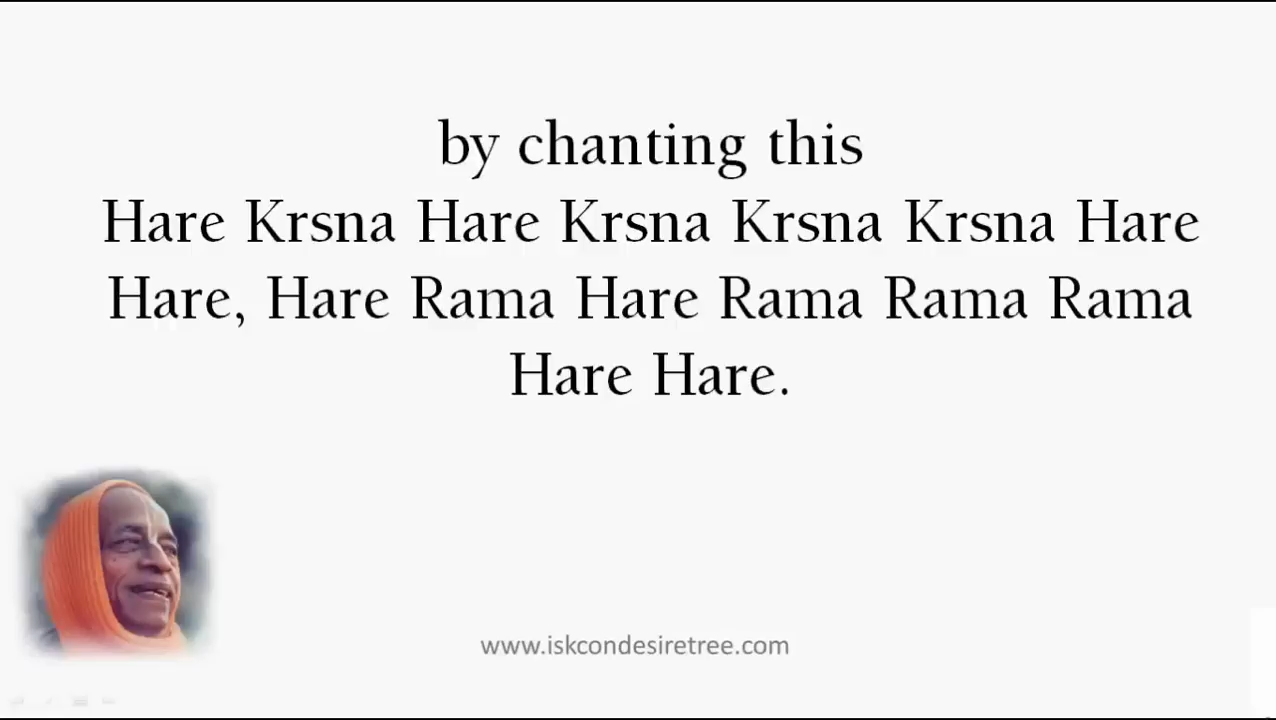 by chanting this
Hare Krsna Hare Krsna Krsna Krsna Hare
Hare, Hare Rama Hare Rama Rama Rama
Hare Hare.
www.iskcondesiretree.com